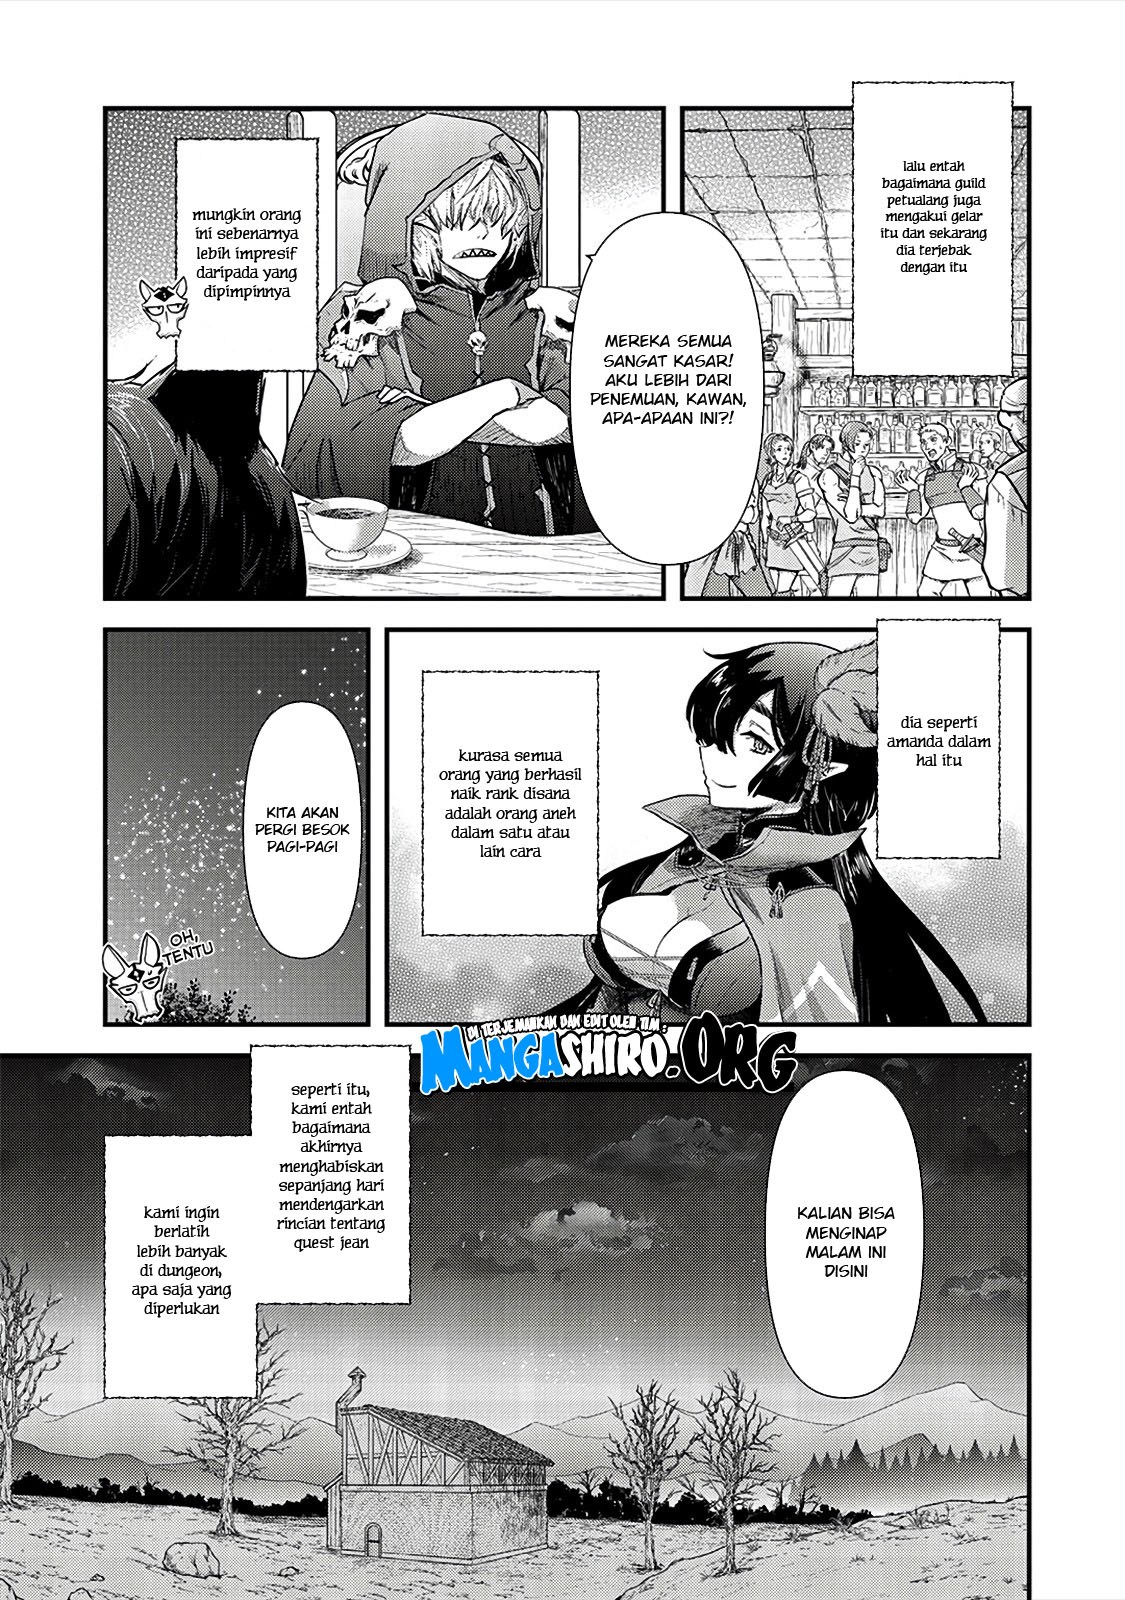 lalu entah
bagaimana guild
petualang juga
mengakui gelar
itu dan sekarang
dia terjebak
dengan itu
MEREKA SEMUA
SANGAT KASAR!
AKU LEBIH DARI
PENEMUAN, KAWAN,
APA-APAAN INI?!
mungkin orang
ini sebenarnya
lebih impresif
daripada yang
dipimpinnya
dia seperti
amanda dalam
hal itu
kurasa semua
orang yang berhasil
naik rank disana
adalah orang aneh
dalam satu atau
lain cara
KITA AKAN
PERGI BESOK
PAGI-PAGI
OH,
TENTU
DI TERJEMAHKAN DAN EDIT OLEH TIM :
MANGASHIRO.ORG
KALIAN BISA
MENGINAP
MALAM INI
DISINI
seperti itu,
kami entah
bagaimana
akhirnya
menghabiskan
sepanjang hari
mendengarkan
rincian tentang
quest jean
kami ingin
berlatih
lebih banyak
di dungeon,
apa saja yang
diperlukan